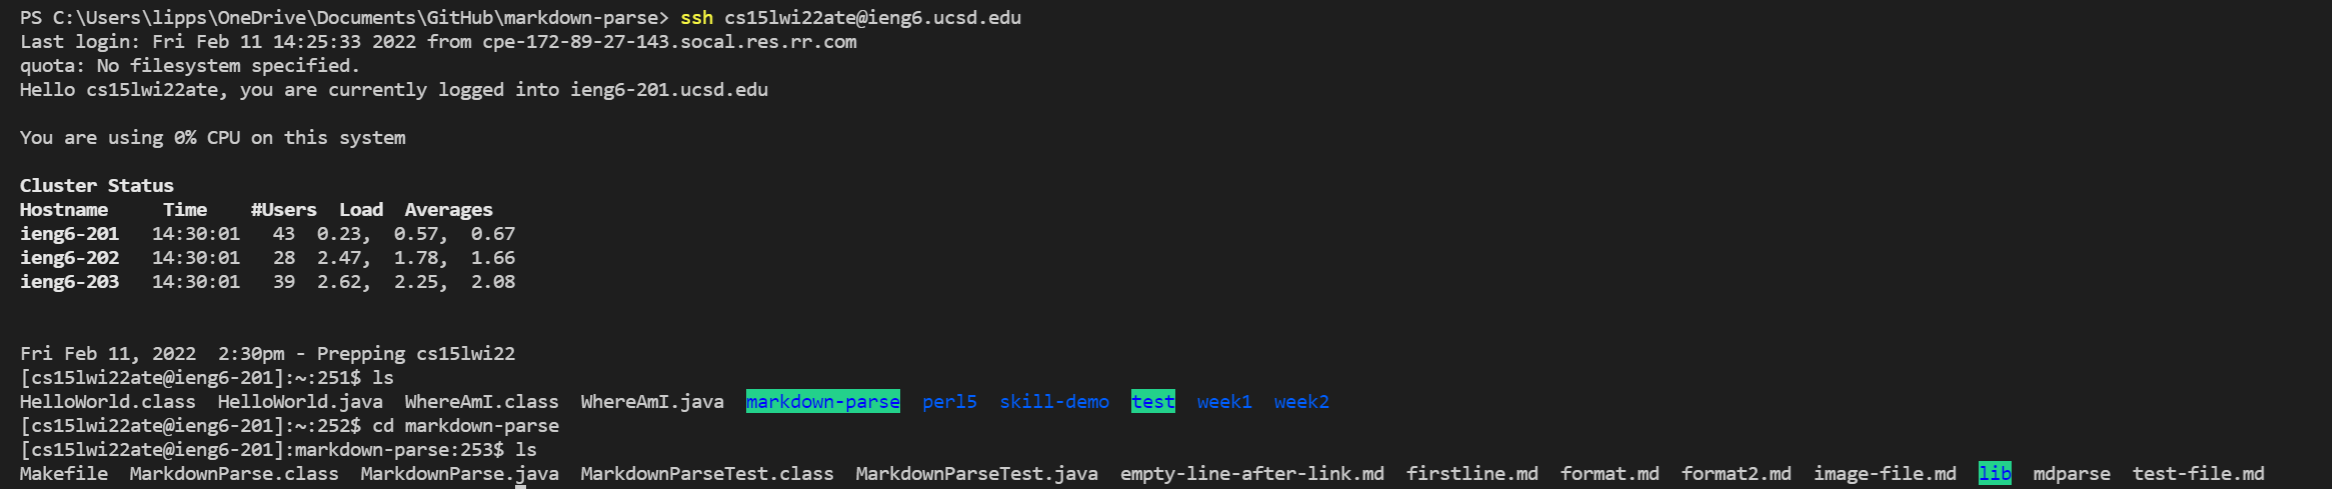 PS C:\Users\lipps\OneDrive\Documents\GitHub\markdown-parse> ssh cs15lwi22ate@ieng6.ucsd.edu
Last login: Fri Feb 11 14:25:33 2022 from cpe-172-89-27-143.socal.res.rr.com
quota: No filesystem specified.
Hello cs15lwi22ate, you are currently logged into ieng6-201.ucsd.edu
You are using 0% CPU on this system
Cluster Status
Hostname     Time    #Users  Load  Averages
ieng6-201   14:30:01   43  0.23,  0.57,  0.67
ieng6-202   14:30:01   28  2.47,  1.78,  1.66
ieng6-203   14:30:01   39  2.62,  2.25,  2.08
Fri Feb 11, 2022  2:30pm - Prepping cs15lwi22
[cs15lwi22ate@ieng6-201]:~:251$ ls
HelloWorld.class  HelloWorld.java  WhereAmI.class  WhereAmI.java  markdown-parse  perl5  skill-demo  test  week1  week2
[cs15lwi22ate@ieng6-201]:~:252$ cd markdown-parse
[cs15lwi22ate@ieng6-201]:markdown-parse:253$ ls
Makefile  MarkdownParse.class  MarkdownParse.java  MarkdownParseTest.class  MarkdownParseTest.java  empty-line-after-link.md  firstline.md  format.md  format2.md  image-file.md  lib  mdparse  test-file.md